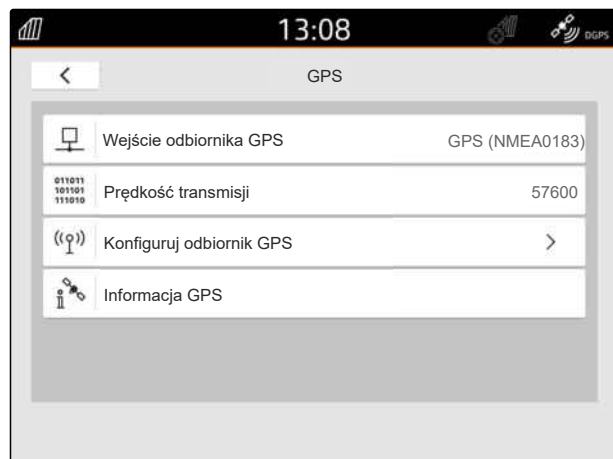 13:08
DGPS
GPS
Wejście odbiornika GPS
GPS (NMEA0183)
011011
101101
111010
Prędkość transmisji
57600
Konfiguruj odbiornik GPS
Informacja GPS